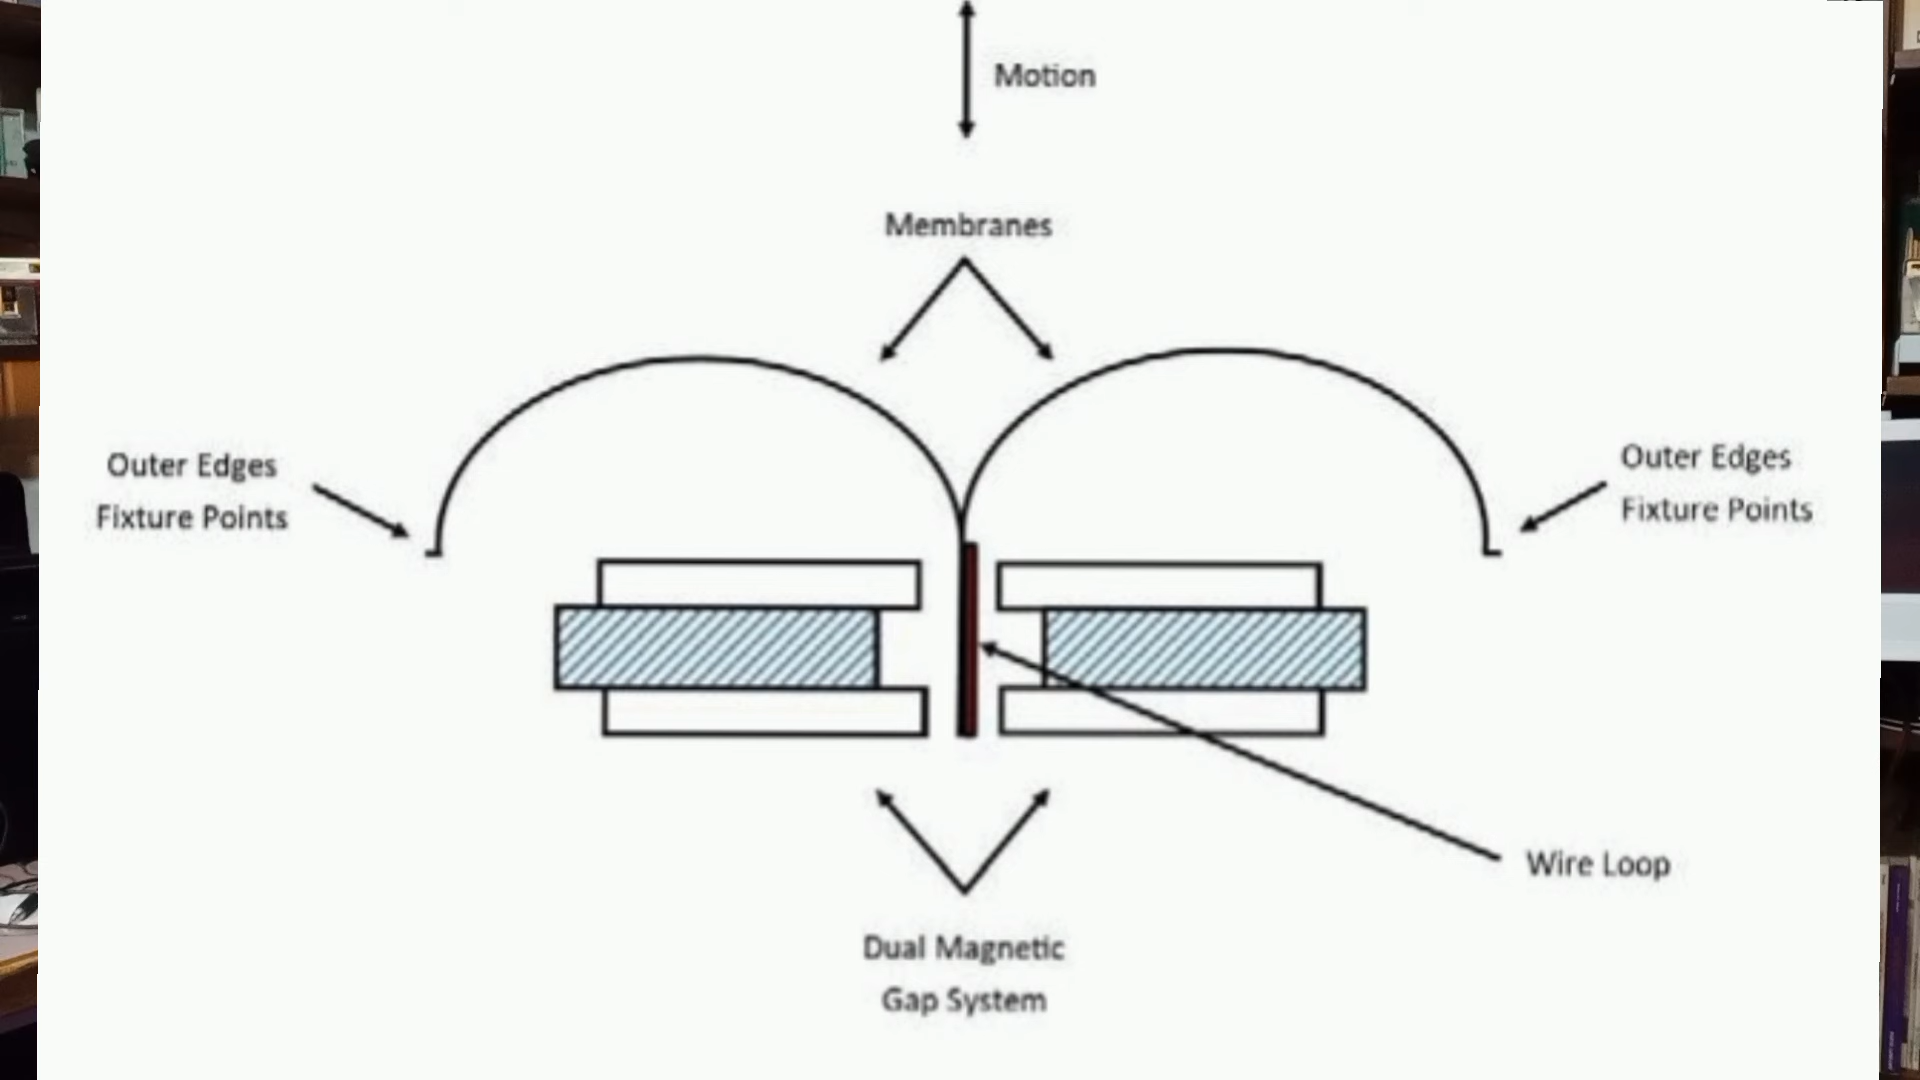 Motion
Membranes
Outer Edges
Fixture Points
Outer Edges
Fixture Points
Wire Loop
Dual Magnetic
Gap System